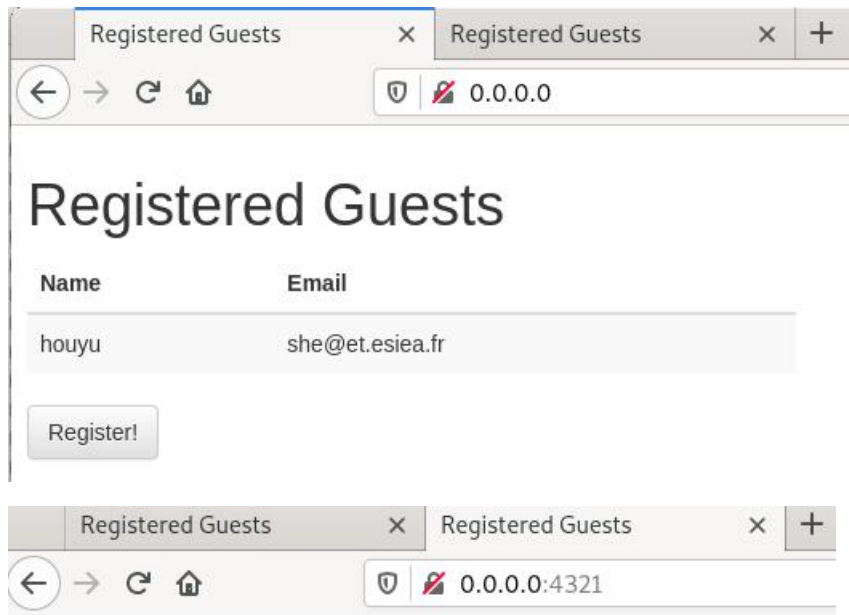 Registered Guests Registered Guests
0.0.0.0
Registered Guests
Name Email
houyu she@et.esiea.fr
Register!
Registered Guests Registered Guests
0.0.0.0:4321